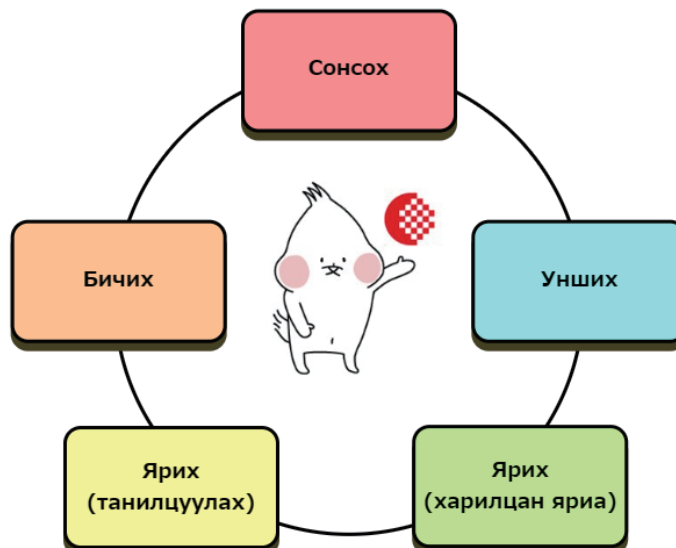 Сонсох
Бичих
Унших
Ярих
(танилцуулах)
Ярих
(харилцан яриа)